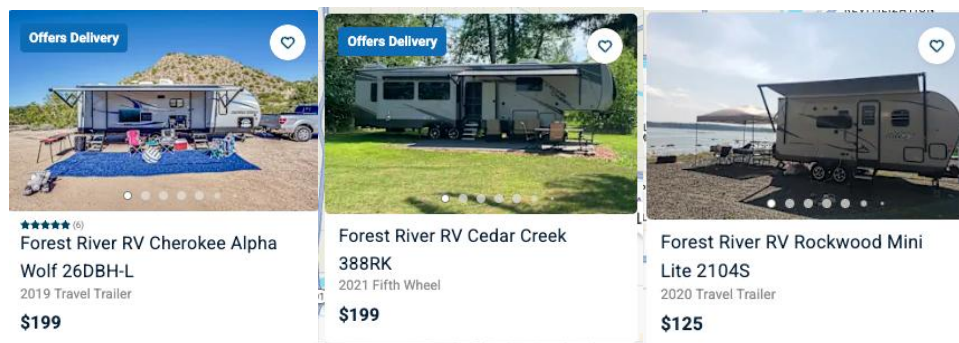 Offers Delivery
(6)
Forest River RV Cherokee Alpha
Wolf 26DBH-L
2019 Travel Trailer
$199
Offers Delivery
Forest River RV Cedar Creek
388RK
2021 Fifth Wheel
$199
Forest River RV Rockwood Mini
Lite 2104S
2020 Travel Trailer
$125